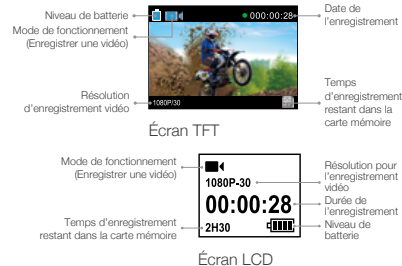 Niveau de batterie
Mode de fonctionnement
(Enregistrer une vidéo)
Résolution
d'enregistrement vidéo
000:00:28
1080P/30
Date de
l'enregistrement
Temps
d'enregistrement
restant dans la
carte mémoire
Écran TFT
Mode de fonctionnement
(Enregistrer une vidéo)
Temps d'enregistrement
restant dans la carte mémoire
1080P-30
00:00:28
2H30
Résolution pour
l'enregistrement
vidéo
Durée de
l'enregistrement
Niveau de
batterie
Écran LCD